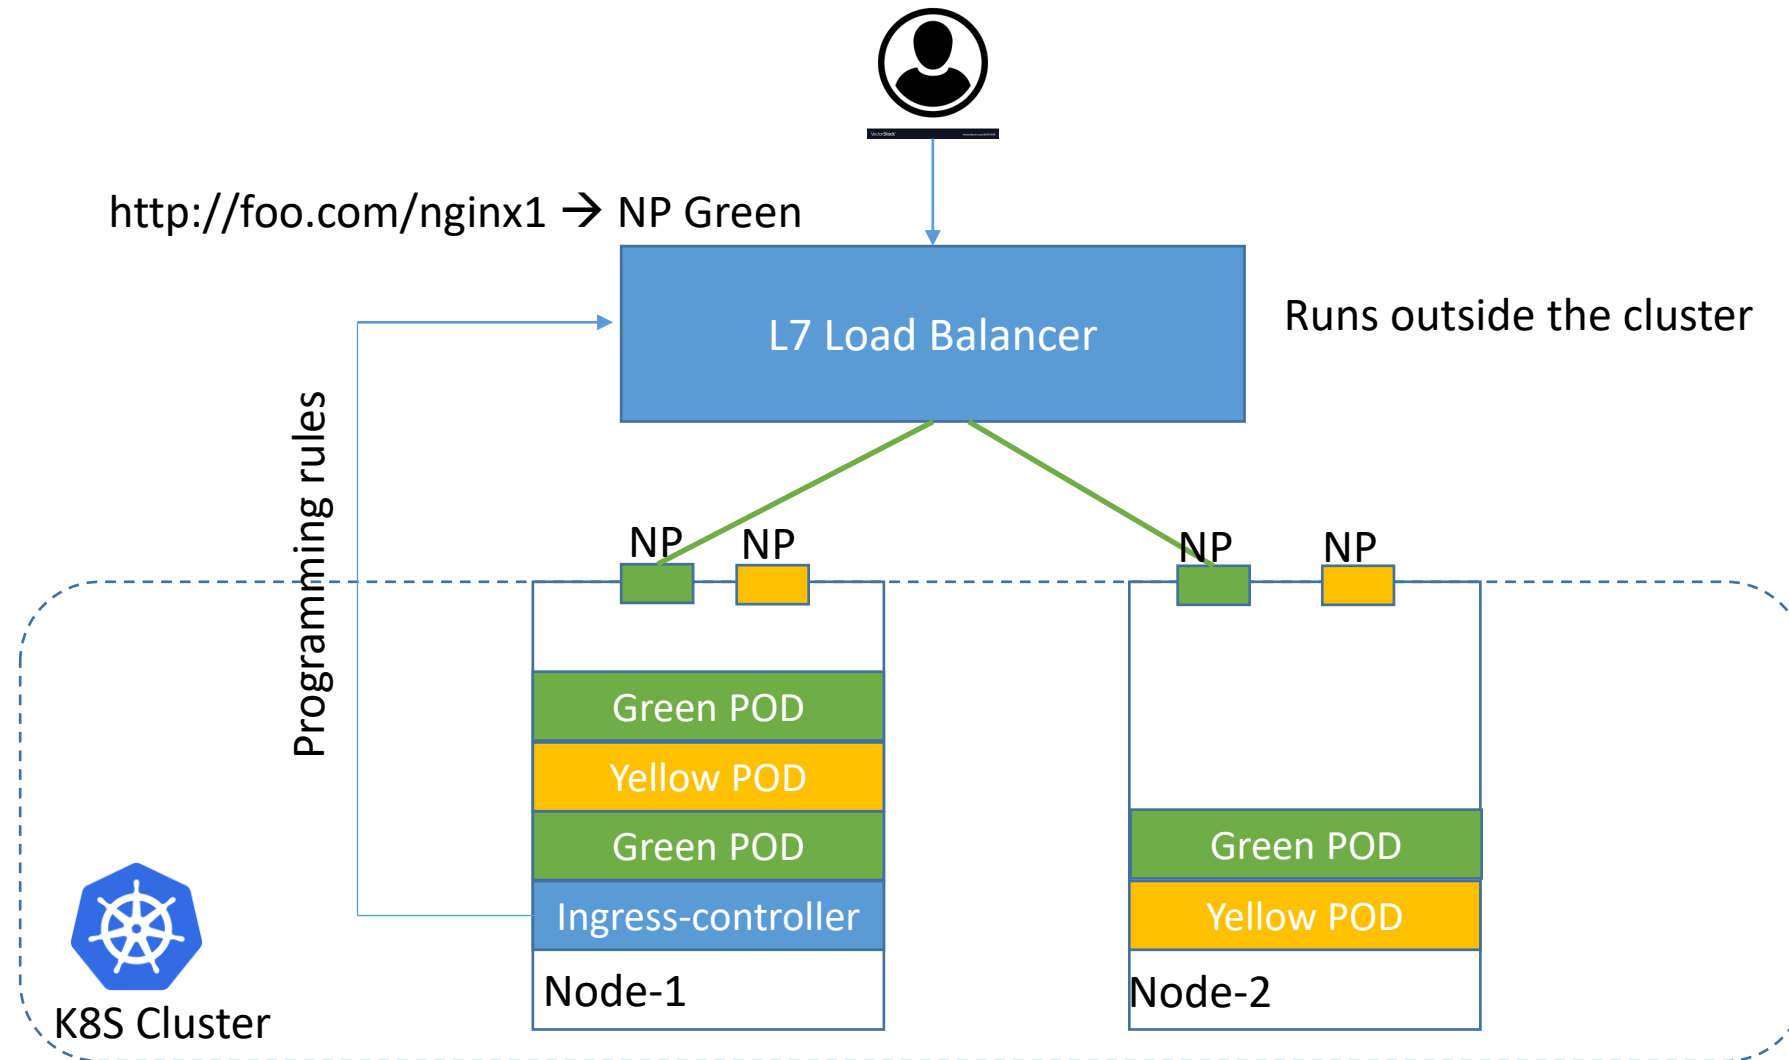 VectorStock
http://foo.com/nginx1 → NP Green
L7 Load Balancer
Runs outside the cluster
Programming rules
NP
NP
NP
NP
Green POD
Yellow POD
Green POD
Ingress-controller
Node-1
Green POD
Yellow POD
Node-2
K8S Cluster